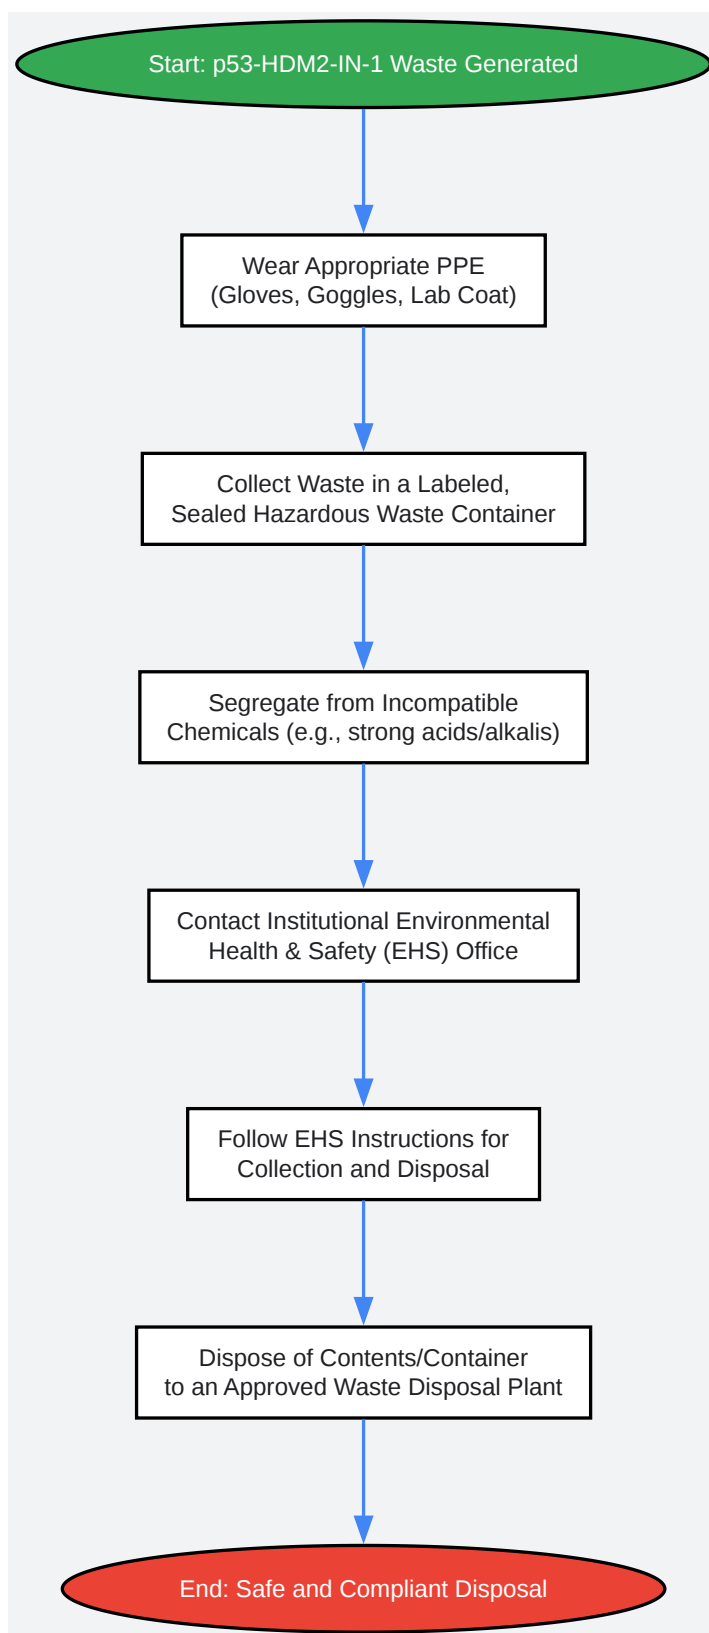 Start: p53-HDM2-IN-1 Waste Generated
Wear Appropriate PPE
(Gloves, Goggles, Lab Coat)
Collect Waste in a Labeled,
Sealed Hazardous Waste Container
Segregate from Incompatible
Chemicals (e.g., strong acids/alkalis)
Contact Institutional Environmental
Health & Safety (EHS) Office
Follow EHS Instructions for
Collection and Disposal
Dispose of Contents/Container
to an Approved Waste Disposal Plant
End: Safe and Compliant Disposal